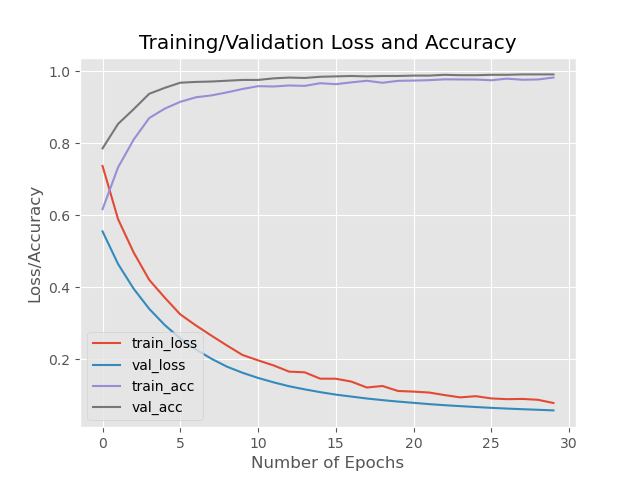 Training/Validation Loss and Accuracy
Loss/Accuracy
1.0
0.8
0.6
0.4
0.2
train_loss
val_loss
train_acc
val_acc
0 5 10 15 20 25 30
Number of Epochs